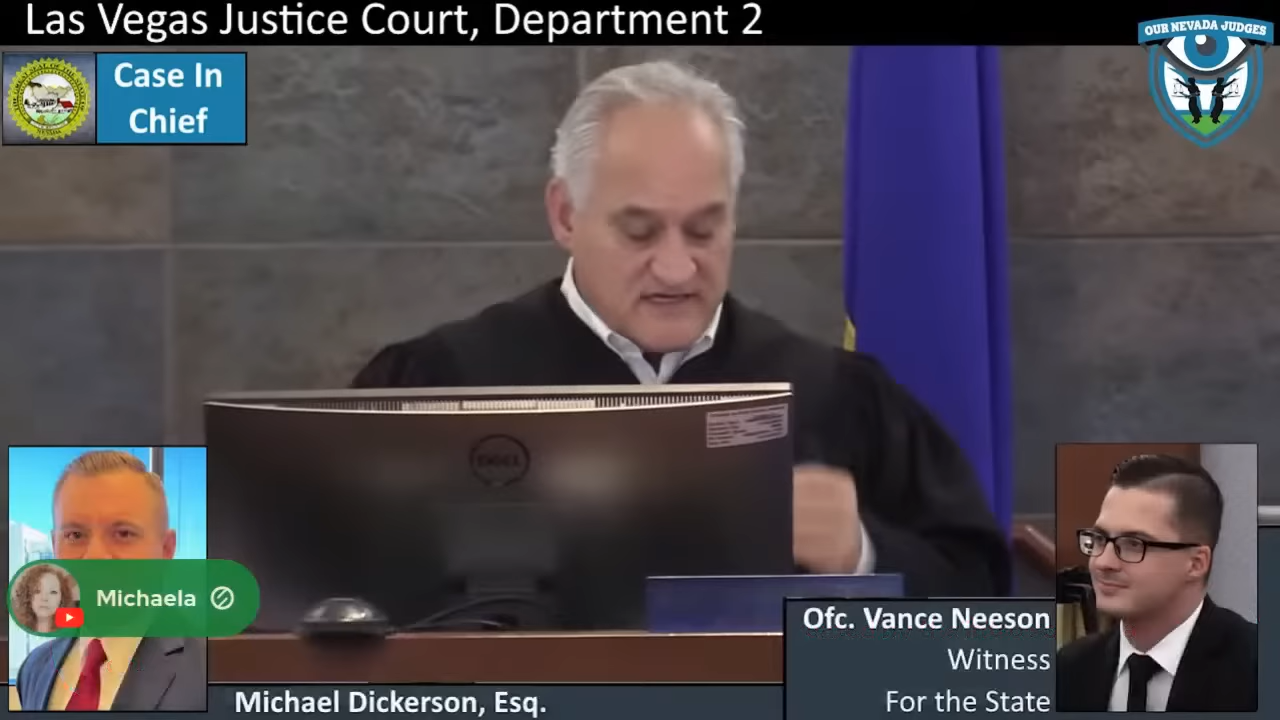 Las Vegas Justice Court, Department 2
OUR NEVADA JUDGES
Case In
Chief
DELL
Michaela
Ofc. Vance Neeson
Witness
For the State
Michael Dickerson, Esq.